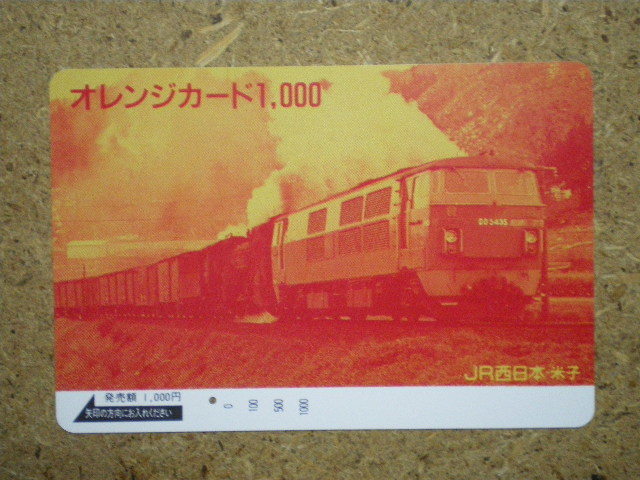 オレンジカード1,000
DD5435
JR西日本 米子
発売額 1,000円
矢印の方向にお入れください
0 100 500 1000